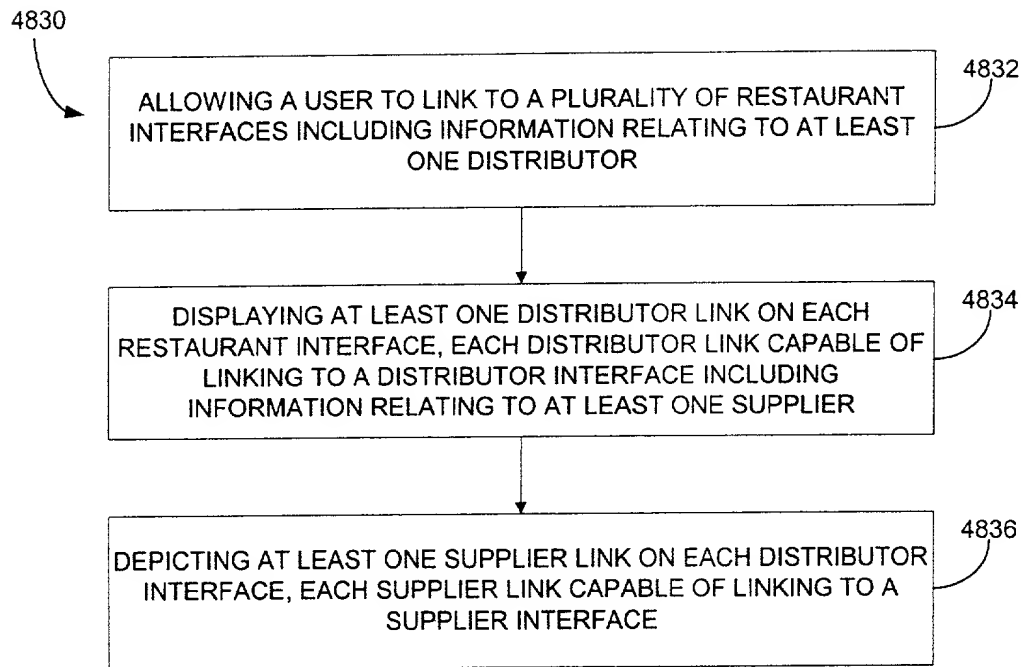 4830
ALLOWING A USER TO LINK TO A PLURALITY OF RESTAURANT
INTERFACES INCLUDING INFORMATION RELATING TO AT LEAST
ONE DISTRIBUTOR
4832
DISPLAYING AT LEAST ONE DISTRIBUTOR LINK ON EACH
RESTAURANT INTERFACE, EACH DISTRIBUTOR LINK CAPABLE OF
LINKING TO A DISTRIBUTOR INTERFACE INCLUDING
INFORMATION RELATING TO AT LEAST ONE SUPPLIER
4834
DEPICTING AT LEAST ONE SUPPLIER LINK ON EACH DISTRIBUTOR
INTERFACE, EACH SUPPLIER LINK CAPABLE OF LINKING TO A
SUPPLIER INTERFACE
4836